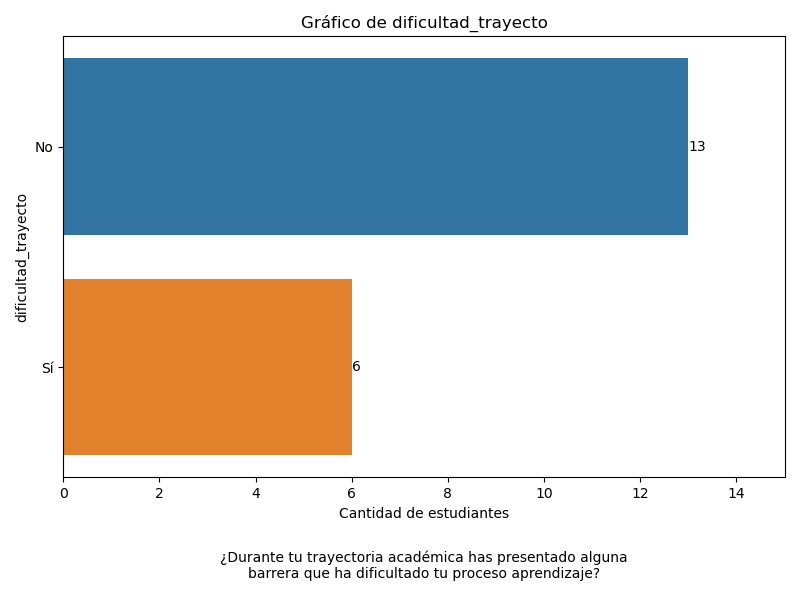 Gráfico de dificultad_trayecto
dificultad_trayecto
No
13
Sí
6
0 2 4 6 8 10 12 14
Cantidad de estudiantes
¿Durante tu trayectoria académica has presentado alguna
barrera que ha dificultado tu proceso aprendizaje?